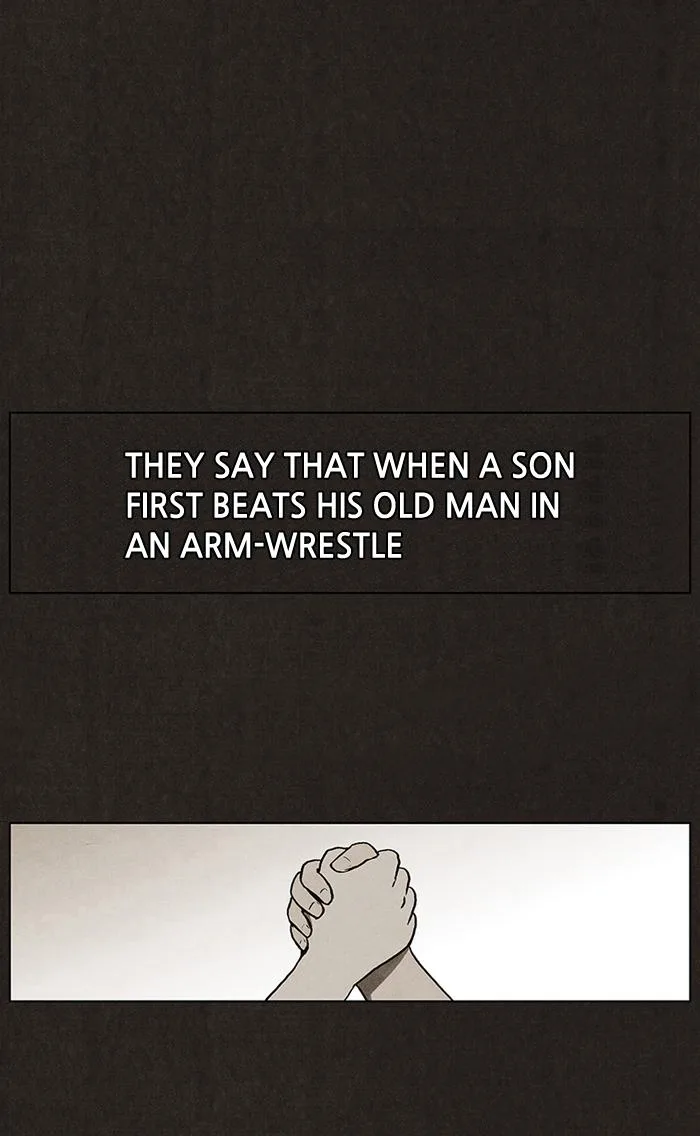 THEY SAY THAT WHEN A SON
FIRST BEATS HIS OLD MAN IN
AN ARM-WRESTLE